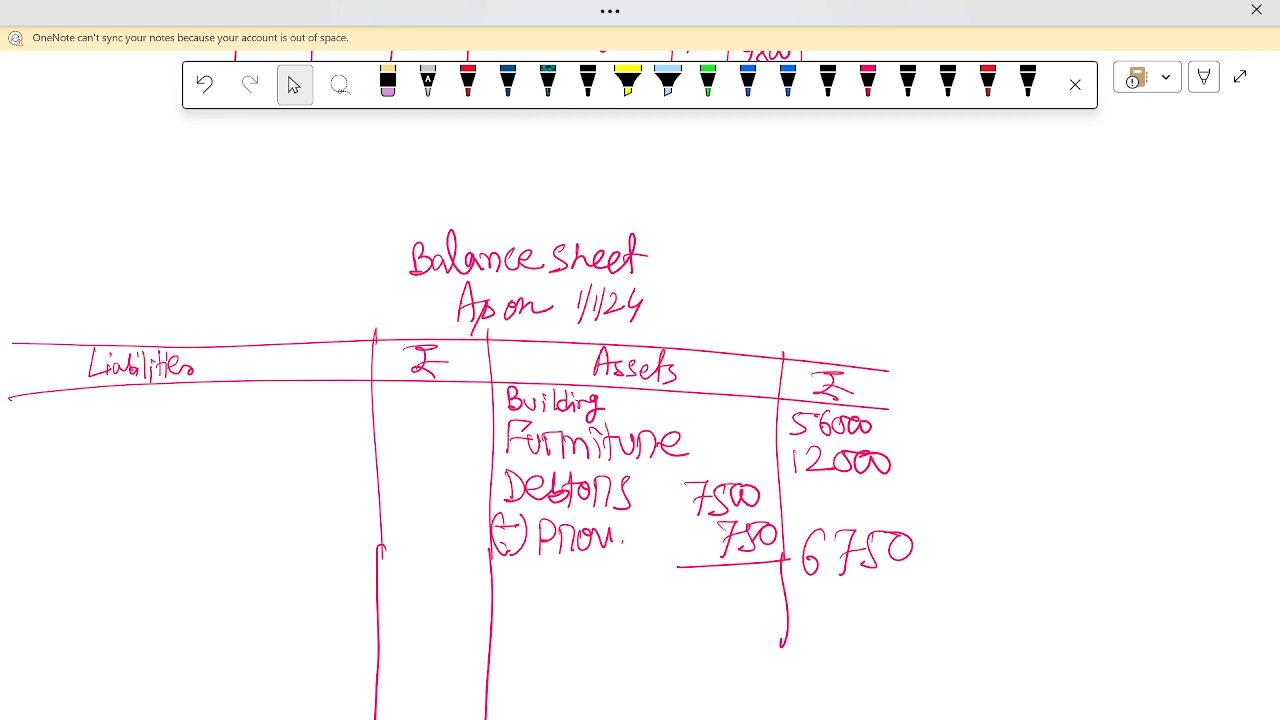 OneNote can't sync your notes because your account is out of space.
Balance sheet
As on 1/1/24
Liabilities ₹ Assets ₹
Building 56000
Furniture 12000
Debtors 7500
(-) Prov. 750 6750